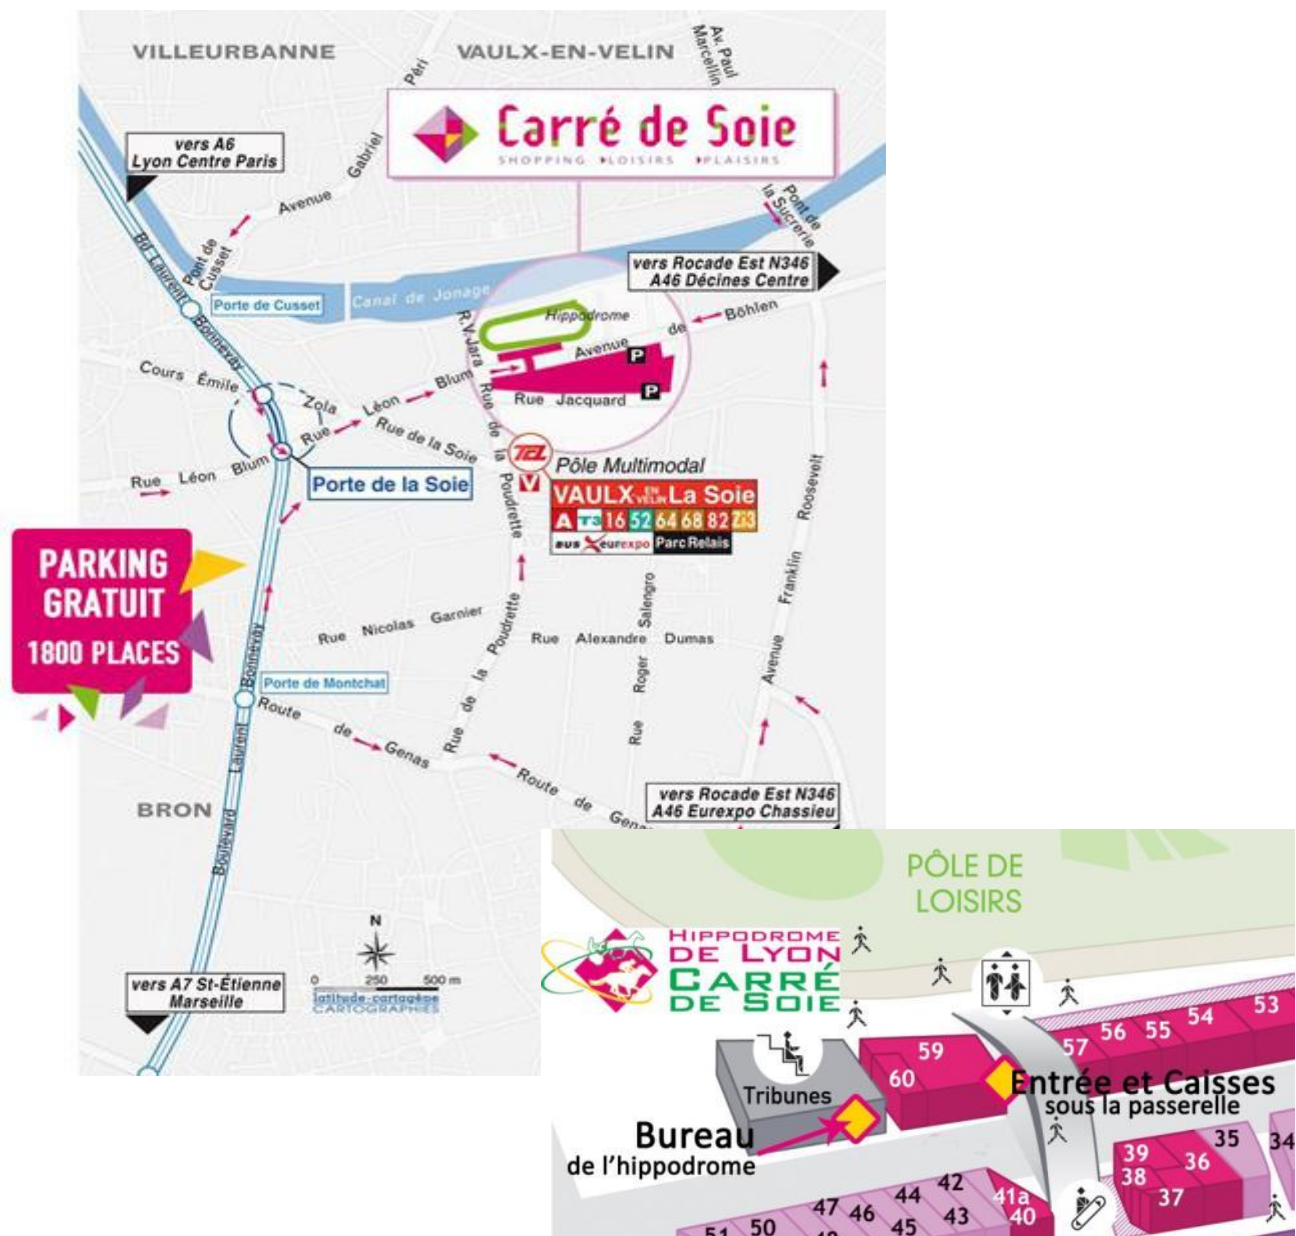 VILLEURBANNE
VAULX-EN-VELIN
Av. Paul
Marcellin
Carré de Soie
SHOPPING LOISIRS PLAISIRS
vers A6
Lyon Centre Paris
Avenue Gabriel Péri
Pont de
Cusset
Pont de
la Sucrerie
vers Rocade Est N346
A46 Décines Centre
Bd Laurent Bonnevay
Porte de Cusset
Canal de Jonage
Hippodrome
R.V.Jara
Avenue de Böhlen
P
P
Cours Émile Zola
Rue Léon Blum
Rue Léon Blum
Rue Jacquard
Rue de la Soie
Rue de la Poudrette
TCL
V
Pôle Multimodal
Porte de la Soie
VAULX EN VELIN La Soie
A T3 16 52 64 68 82 Zi3
BUS eurexpo Parc Relais
PARKING
GRATUIT
1800 PLACES
Avenue Franklin Roosevelt
Rue Nicolas Garnier
Rue Alexandre Dumas
Rue Roger Salengro
Rue de la Poudrette
Porte de Montchat
Route de Genas
Route de Genas
Boulevard Laurent Bonnevay
BRON
vers Rocade Est N346
A46 Eurexpo Chassieu
N
0 250 500 m
latitude-cartagène
CARTOGRAPHIES
vers A7 St-Étienne
Marseille
PÔLE DE
LOISIRS
HIPPODROME
DE LYON
CARRÉ
DE SOIE
53
54
55
56
57
59
60
Tribunes
Entrée et Caisses
sous la passerelle
Bureau
de l'hippodrome
34
35
36
37
38
39
40
41a
42
43
44
45
46
47
50
51